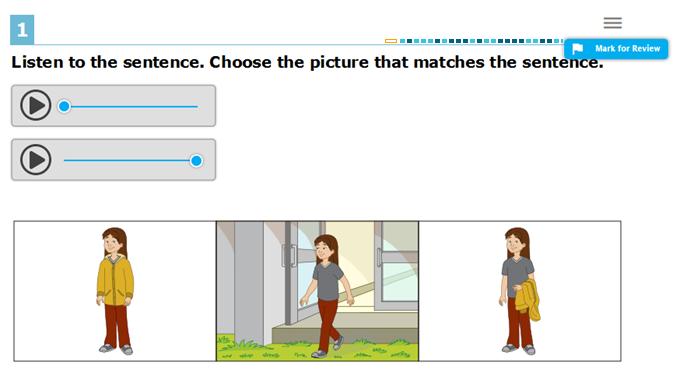 1
Mark for Review
Listen to the sentence. Choose the picture that matches the sentence.